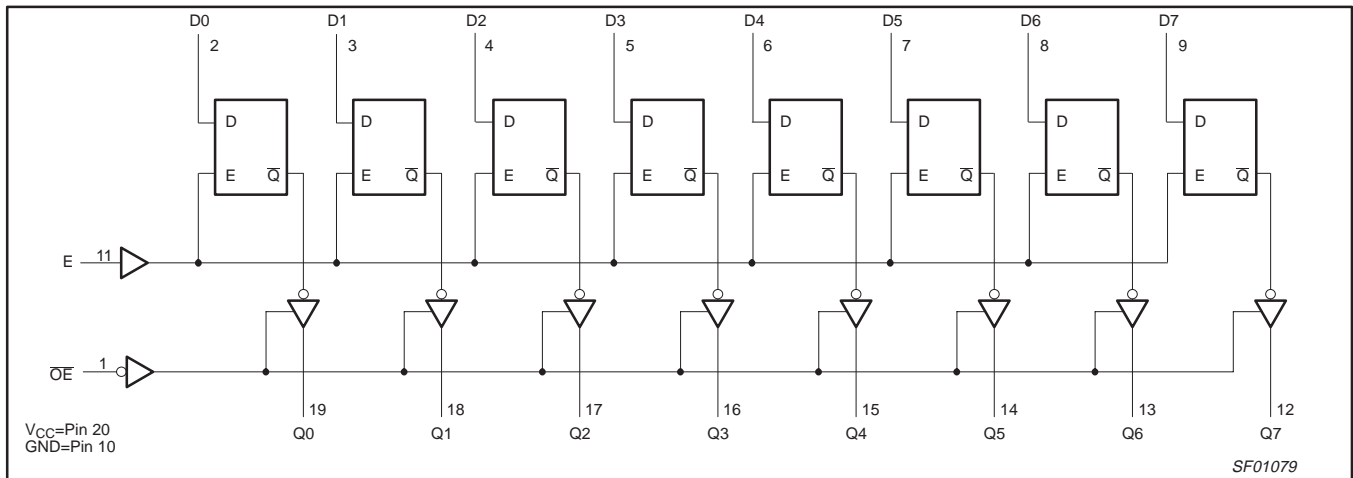 D0 D1 D2 D3 D4 D5 D6 D7
2 3 4 5 6 7 8 9
D D D D D D D D
E Q̅ E Q̅ E Q̅ E Q̅ E Q̅ E Q̅ E Q̅ E Q̅
E 11
O̅E̅ 1
19 18 17 16 15 14 13 12
Q0 Q1 Q2 Q3 Q4 Q5 Q6 Q7
VCC=Pin 20
GND=Pin 10
SF01079